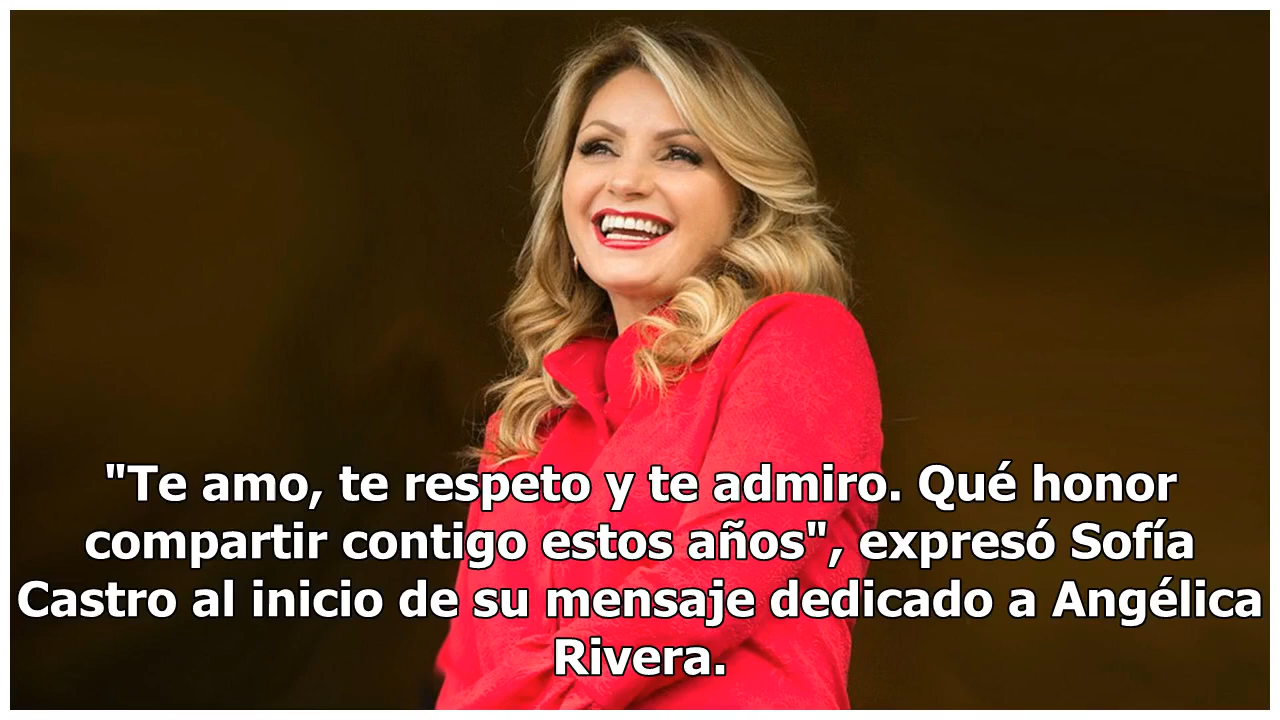 "Te amo, te respeto y te admiro. Qué honor
compartir contigo estos años", expresó Sofía
Castro al inicio de su mensaje dedicado a Angélica
Rivera.